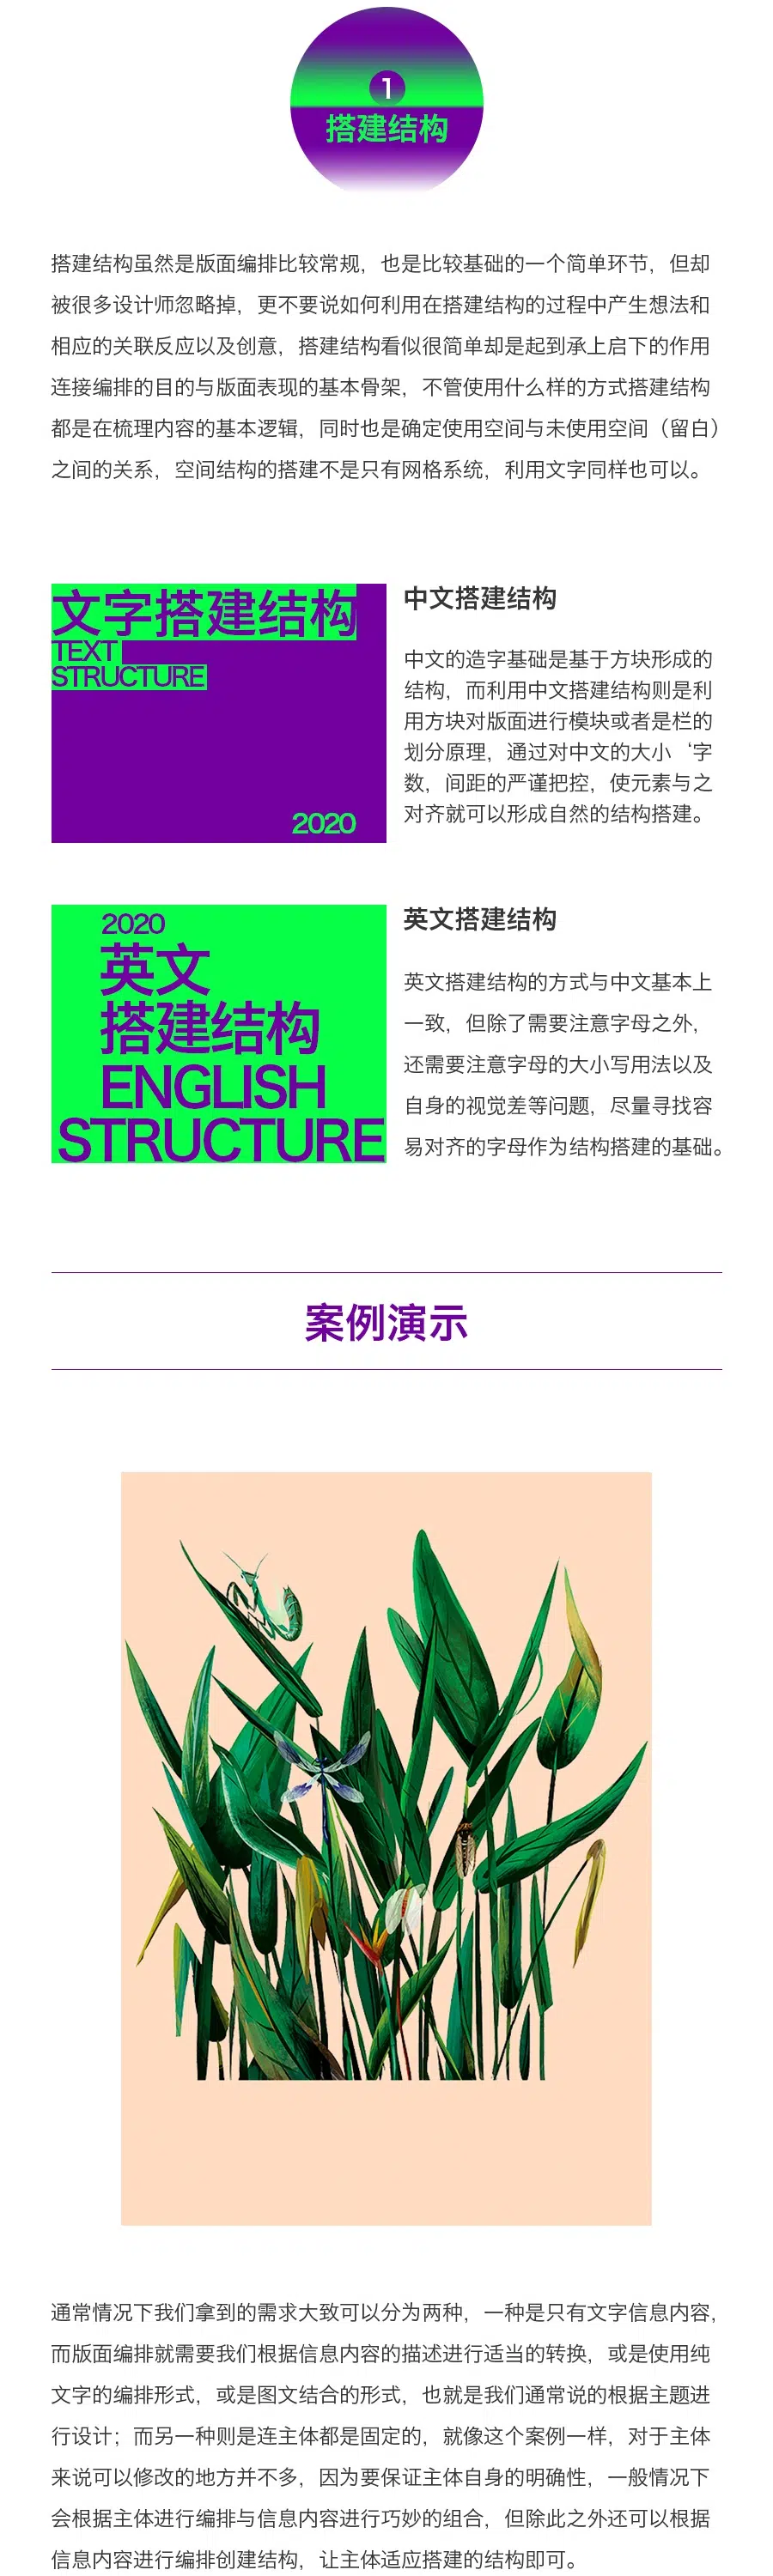 1
搭建结构
搭建结构虽然是版面编排比较常规，也是比较基础的一个简单环节，但却
被很多设计师忽略掉，更不要说如何利用在搭建结构的过程中产生想法和
相应的关联反应以及创意，搭建结构看似很简单却是起到承上启下的作用
连接编排的目的与版面表现的基本骨架，不管使用什么样的方式搭建结构
都是在梳理内容的基本逻辑，同时也是确定使用空间与未使用空间（留白）
之间的关系，空间结构的搭建不是只有网格系统，利用文字同样也可以。
文字搭建结构
TEXT
STRUCTURE
2020
中文搭建结构
中文的造字基础是基于方块形成的
结构，而利用中文搭建结构则是利
用方块对版面进行模块或者是栏的
划分原理，通过对中文的大小‘字
数，间距的严谨把控，使元素与之
对齐就可以形成自然的结构搭建。
2020
英文
搭建结构
ENGLISH
STRUCTURE
英文搭建结构
英文搭建结构的方式与中文基本上
一致，但除了需要注意字母之外，
还需要注意字母的大小写用法以及
自身的视觉差等问题，尽量寻找容
易对齐的字母作为结构搭建的基础。
案例演示
通常情况下我们拿到的需求大致可以分为两种，一种是只有文字信息内容，
而版面编排就需要我们根据信息内容的描述进行适当的转换，或是使用纯
文字的编排形式，或是图文结合的形式，也就是我们通常说的根据主题进
行设计；而另一种则是连主体都是固定的，就像这个案例一样，对于主体
来说可以修改的地方并不多，因为要保证主体自身的明确性，一般情况下
会根据主体进行编排与信息内容进行巧妙的组合，但除此之外还可以根据
信息内容进行编排创建结构，让主体适应搭建的结构即可。